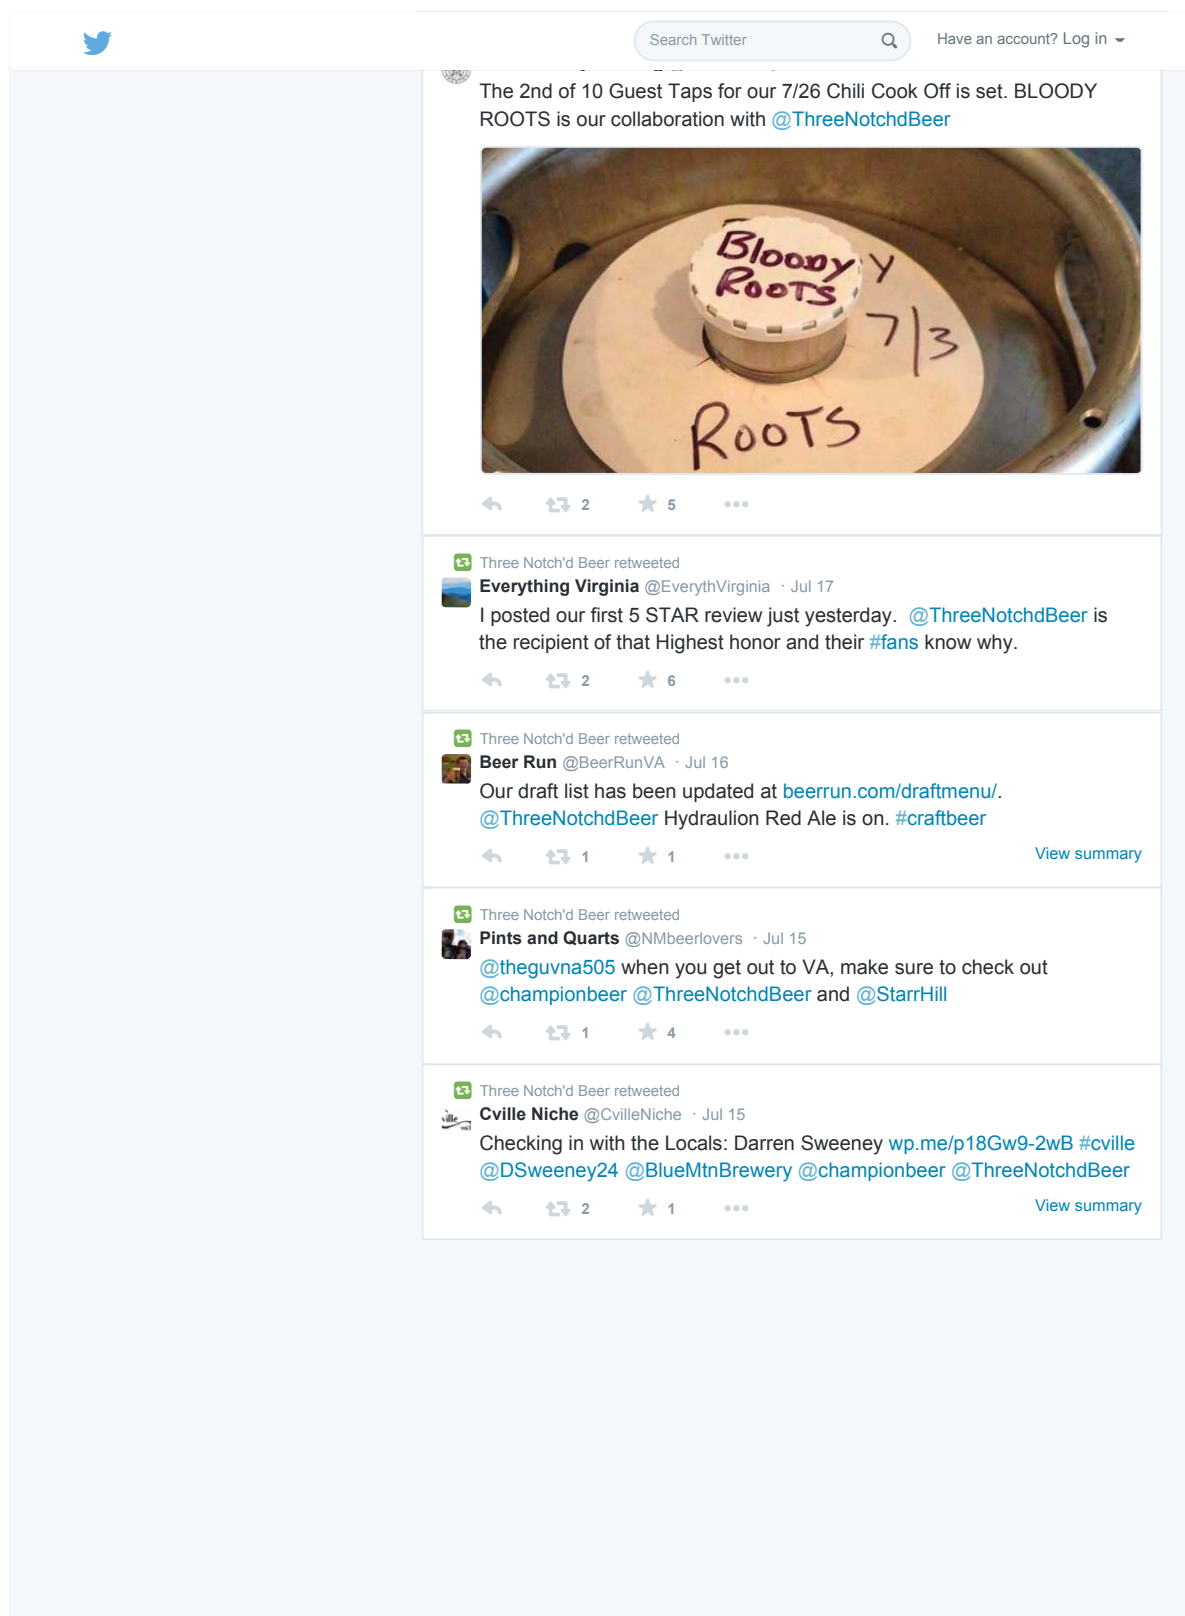 Search Twitter
Have an account? Log in
The 2nd of 10 Guest Taps for our 7/26 Chili Cook Off is set. BLOODY
ROOTS is our collaboration with @ThreeNotchdBeer
Bloody
Roots
Y
7/3
Roots
2 5
Three Notch'd Beer retweeted
Everything Virginia @EverythVirginia · Jul 17
I posted our first 5 STAR review just yesterday. @ThreeNotchdBeer is
the recipient of that Highest honor and their #fans know why.
2 6
Three Notch'd Beer retweeted
Beer Run @BeerRunVA · Jul 16
Our draft list has been updated at beerrun.com/draftmenu/.
@ThreeNotchdBeer Hydraulion Red Ale is on. #craftbeer
1 1 View summary
Three Notch'd Beer retweeted
Pints and Quarts @NMbeerlovers · Jul 15
@theguvna505 when you get out to VA, make sure to check out
@championbeer @ThreeNotchdBeer and @StarrHill
1 4
Three Notch'd Beer retweeted
Cville Niche @CvilleNiche · Jul 15
Checking in with the Locals: Darren Sweeney wp.me/p18Gw9-2wB #cville
@DSweeney24 @BlueMtnBrewery @championbeer @ThreeNotchdBeer
2 1 View summary